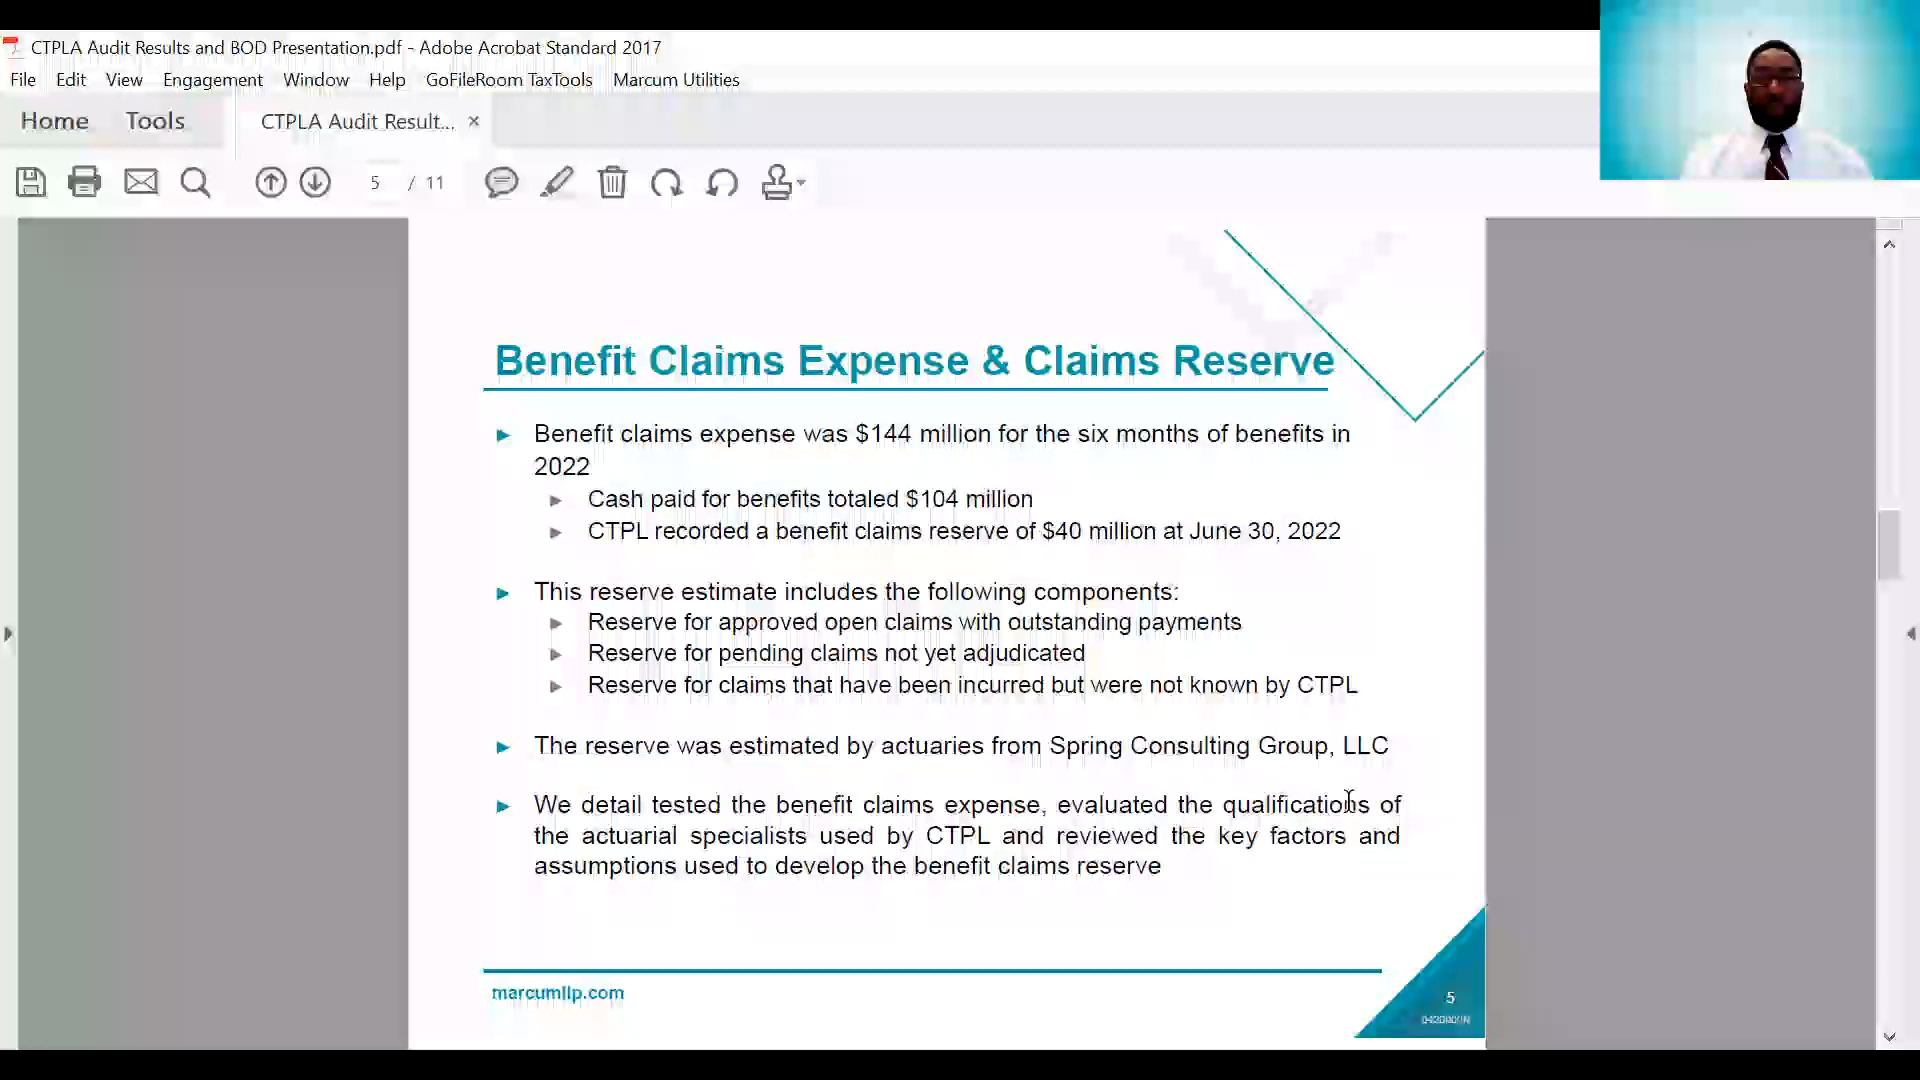 CTPLA Audit Results and BOD Presentation.pdf - Adobe Acrobat Standard 2017
File Edit View Engagement Window Help GoFileRoom TaxTools Marcum Utilities
Home Tools CTPLA Audit Result... ×
5 / 11
Benefit Claims Expense & Claims Reserve
Benefit claims expense was $144 million for the six months of benefits in
2022
Cash paid for benefits totaled $104 million
CTPL recorded a benefit claims reserve of $40 million at June 30, 2022
This reserve estimate includes the following components:
Reserve for approved open claims with outstanding payments
Reserve for pending claims not yet adjudicated
Reserve for claims that have been incurred but were not known by CTPL
The reserve was estimated by actuaries from Spring Consulting Group, LLC
We detail tested the benefit claims expense, evaluated the qualifications of
the actuarial specialists used by CTPL and reviewed the key factors and
assumptions used to develop the benefit claims reserve
marcumllp.com
5